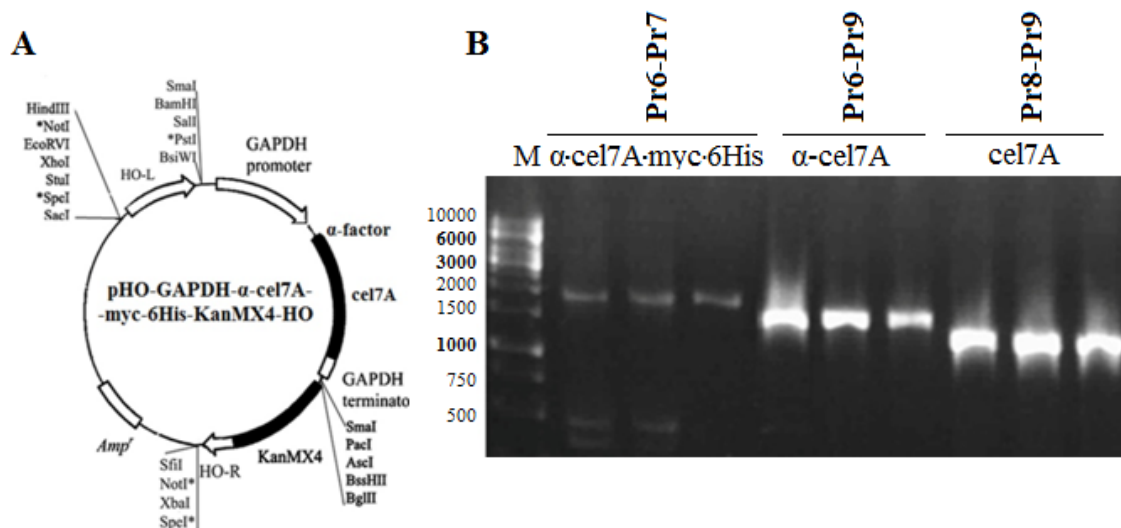 A
SmaI
BamHI
SalI
*PstI
BsiWI
HindIII
*NotI
EcoRVI
XhoI
StuI
*SpeI
SacI
HO-L
GAPDH
promoter
α-factor
cel7A
pHO-GAPDH-α-cel7A-
-myc-6His-KanMX4-HO
GAPDH
terminato
SmaI
PacI
AscI
BssHII
BglII
KanMX4
HO-R
Ampʳ
SfiI
NotI*
XbaI
SpeI*
B
Pr6-Pr7
Pr6-Pr9
Pr8-Pr9
M α·cel7A·myc·6His
α-cel7A
cel7A
10000
6000
3000
2000
1500
1000
750
500